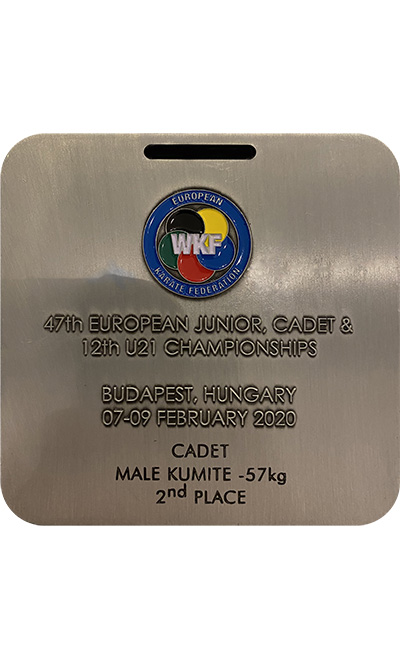 EUROPEAN
WKF
KARATE FEDERATION
47th EUROPEAN JUNIOR, CADET &
12th U21 CHAMPIONSHIPS
BUDAPEST, HUNGARY
07-09 FEBRUARY 2020
CADET
MALE KUMITE -57kg
2nd PLACE